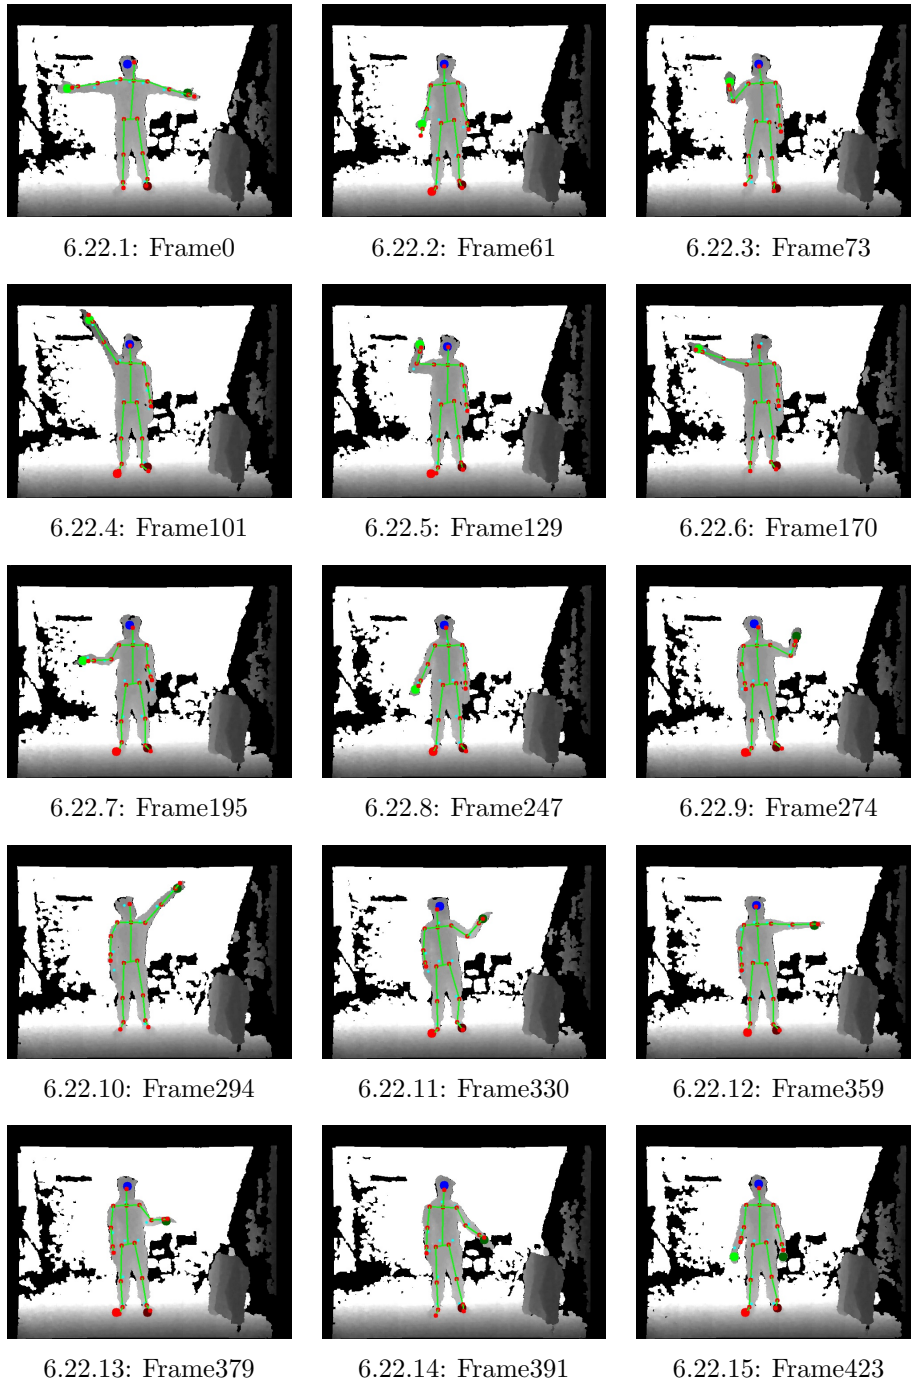 6.22.1: Frame0
6.22.2: Frame61
6.22.3: Frame73
6.22.4: Frame101
6.22.5: Frame129
6.22.6: Frame170
6.22.7: Frame195
6.22.8: Frame247
6.22.9: Frame274
6.22.10: Frame294
6.22.11: Frame330
6.22.12: Frame359
6.22.13: Frame379
6.22.14: Frame391
6.22.15: Frame423